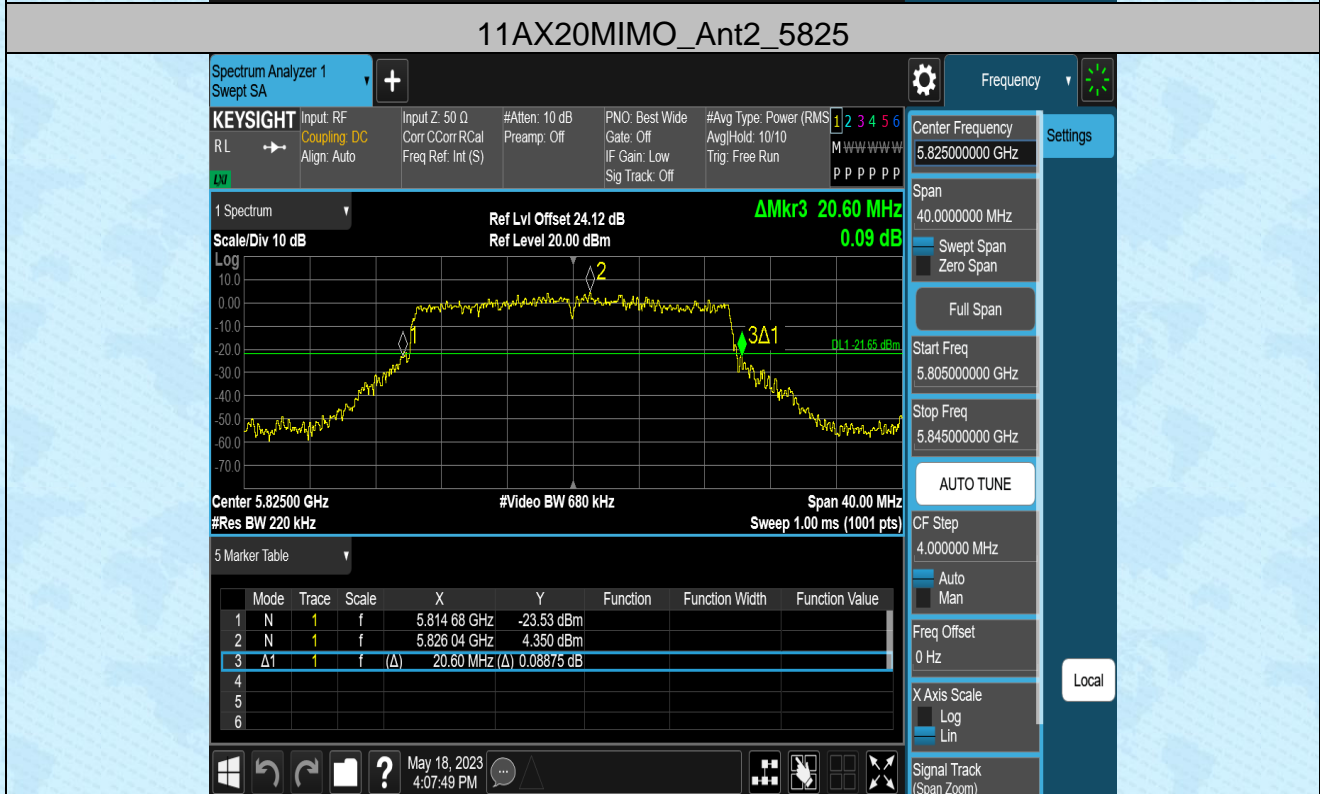 11AX20MIMO_Ant2_5825
Spectrum Analyzer 1
Swept SA
Frequency
KEYSIGHT
RL
LXI
Input: RF
Coupling: DC
Align: Auto
Input Z: 50 Ω
Corr CCorr RCal
Freq Ref: Int (S)
#Atten: 10 dB
Preamp: Off
PNO: Best Wide
Gate: Off
IF Gain: Low
Sig Track: Off
#Avg Type: Power (RMS
Avg|Hold: 10/10
Trig: Free Run
1 2 3 4 5 6
M W W W W W
P P P P P P
1 Spectrum
Scale/Div 10 dB
Ref Lvl Offset 24.12 dB
Ref Level 20.00 dBm
ΔMkr3 20.60 MHz
0.09 dB
Log
10.0
0.00
-10.0
-20.0
-30.0
-40.0
-50.0
-60.0
-70.0
2
1
3Δ1
DL1 -21.65 dBm
Center 5.82500 GHz
#Video BW 680 kHz
Span 40.00 MHz
#Res BW 220 kHz
Sweep 1.00 ms (1001 pts)
5 Marker Table
Mode Trace Scale X Y Function Function Width Function Value
1 N 1 f 5.814 68 GHz -23.53 dBm
2 N 1 f 5.826 04 GHz 4.350 dBm
3 Δ1 1 f (Δ) 20.60 MHz (Δ) 0.08875 dB
4
5
6
?
May 18, 2023
4:07:49 PM
Center Frequency
5.825000000 GHz
Settings
Span
40.0000000 MHz
Swept Span
Zero Span
Full Span
Start Freq
5.805000000 GHz
Stop Freq
5.845000000 GHz
AUTO TUNE
CF Step
4.000000 MHz
Auto
Man
Freq Offset
0 Hz
Local
X Axis Scale
Log
Lin
Signal Track
(Span Zoom)